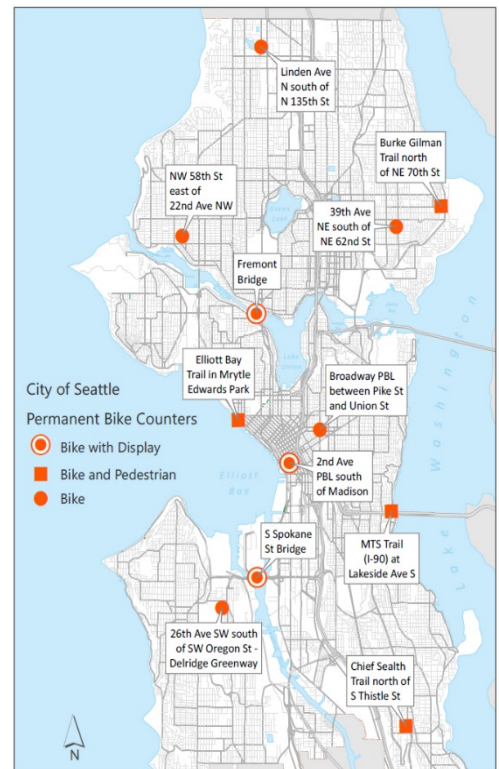 Linden Ave
N south of
N 135th St
Burke Gilman
Trail north
of NE 70th St
NW 58th St
east of
22nd Ave NW
39th Ave
NE south of
NE 62nd St
Fremont
Bridge
Elliott Bay
Trail in Mrytle
Edwards Park
Broadway PBL
between Pike St
and Union St
City of Seattle
Permanent Bike Counters
Bike with Display
Bike and Pedestrian
Bike
2nd Ave
PBL south
of Madison
Elliott
Bay
Lake
Union
Green
Lake
Lake Washington
S Spokane
St Bridge
MTS Trail
(I-90) at
Lakeside Ave S
26th Ave SW south
of SW Oregon St -
Delridge Greenway
Chief Sealth
Trail north of
S Thistle St
N